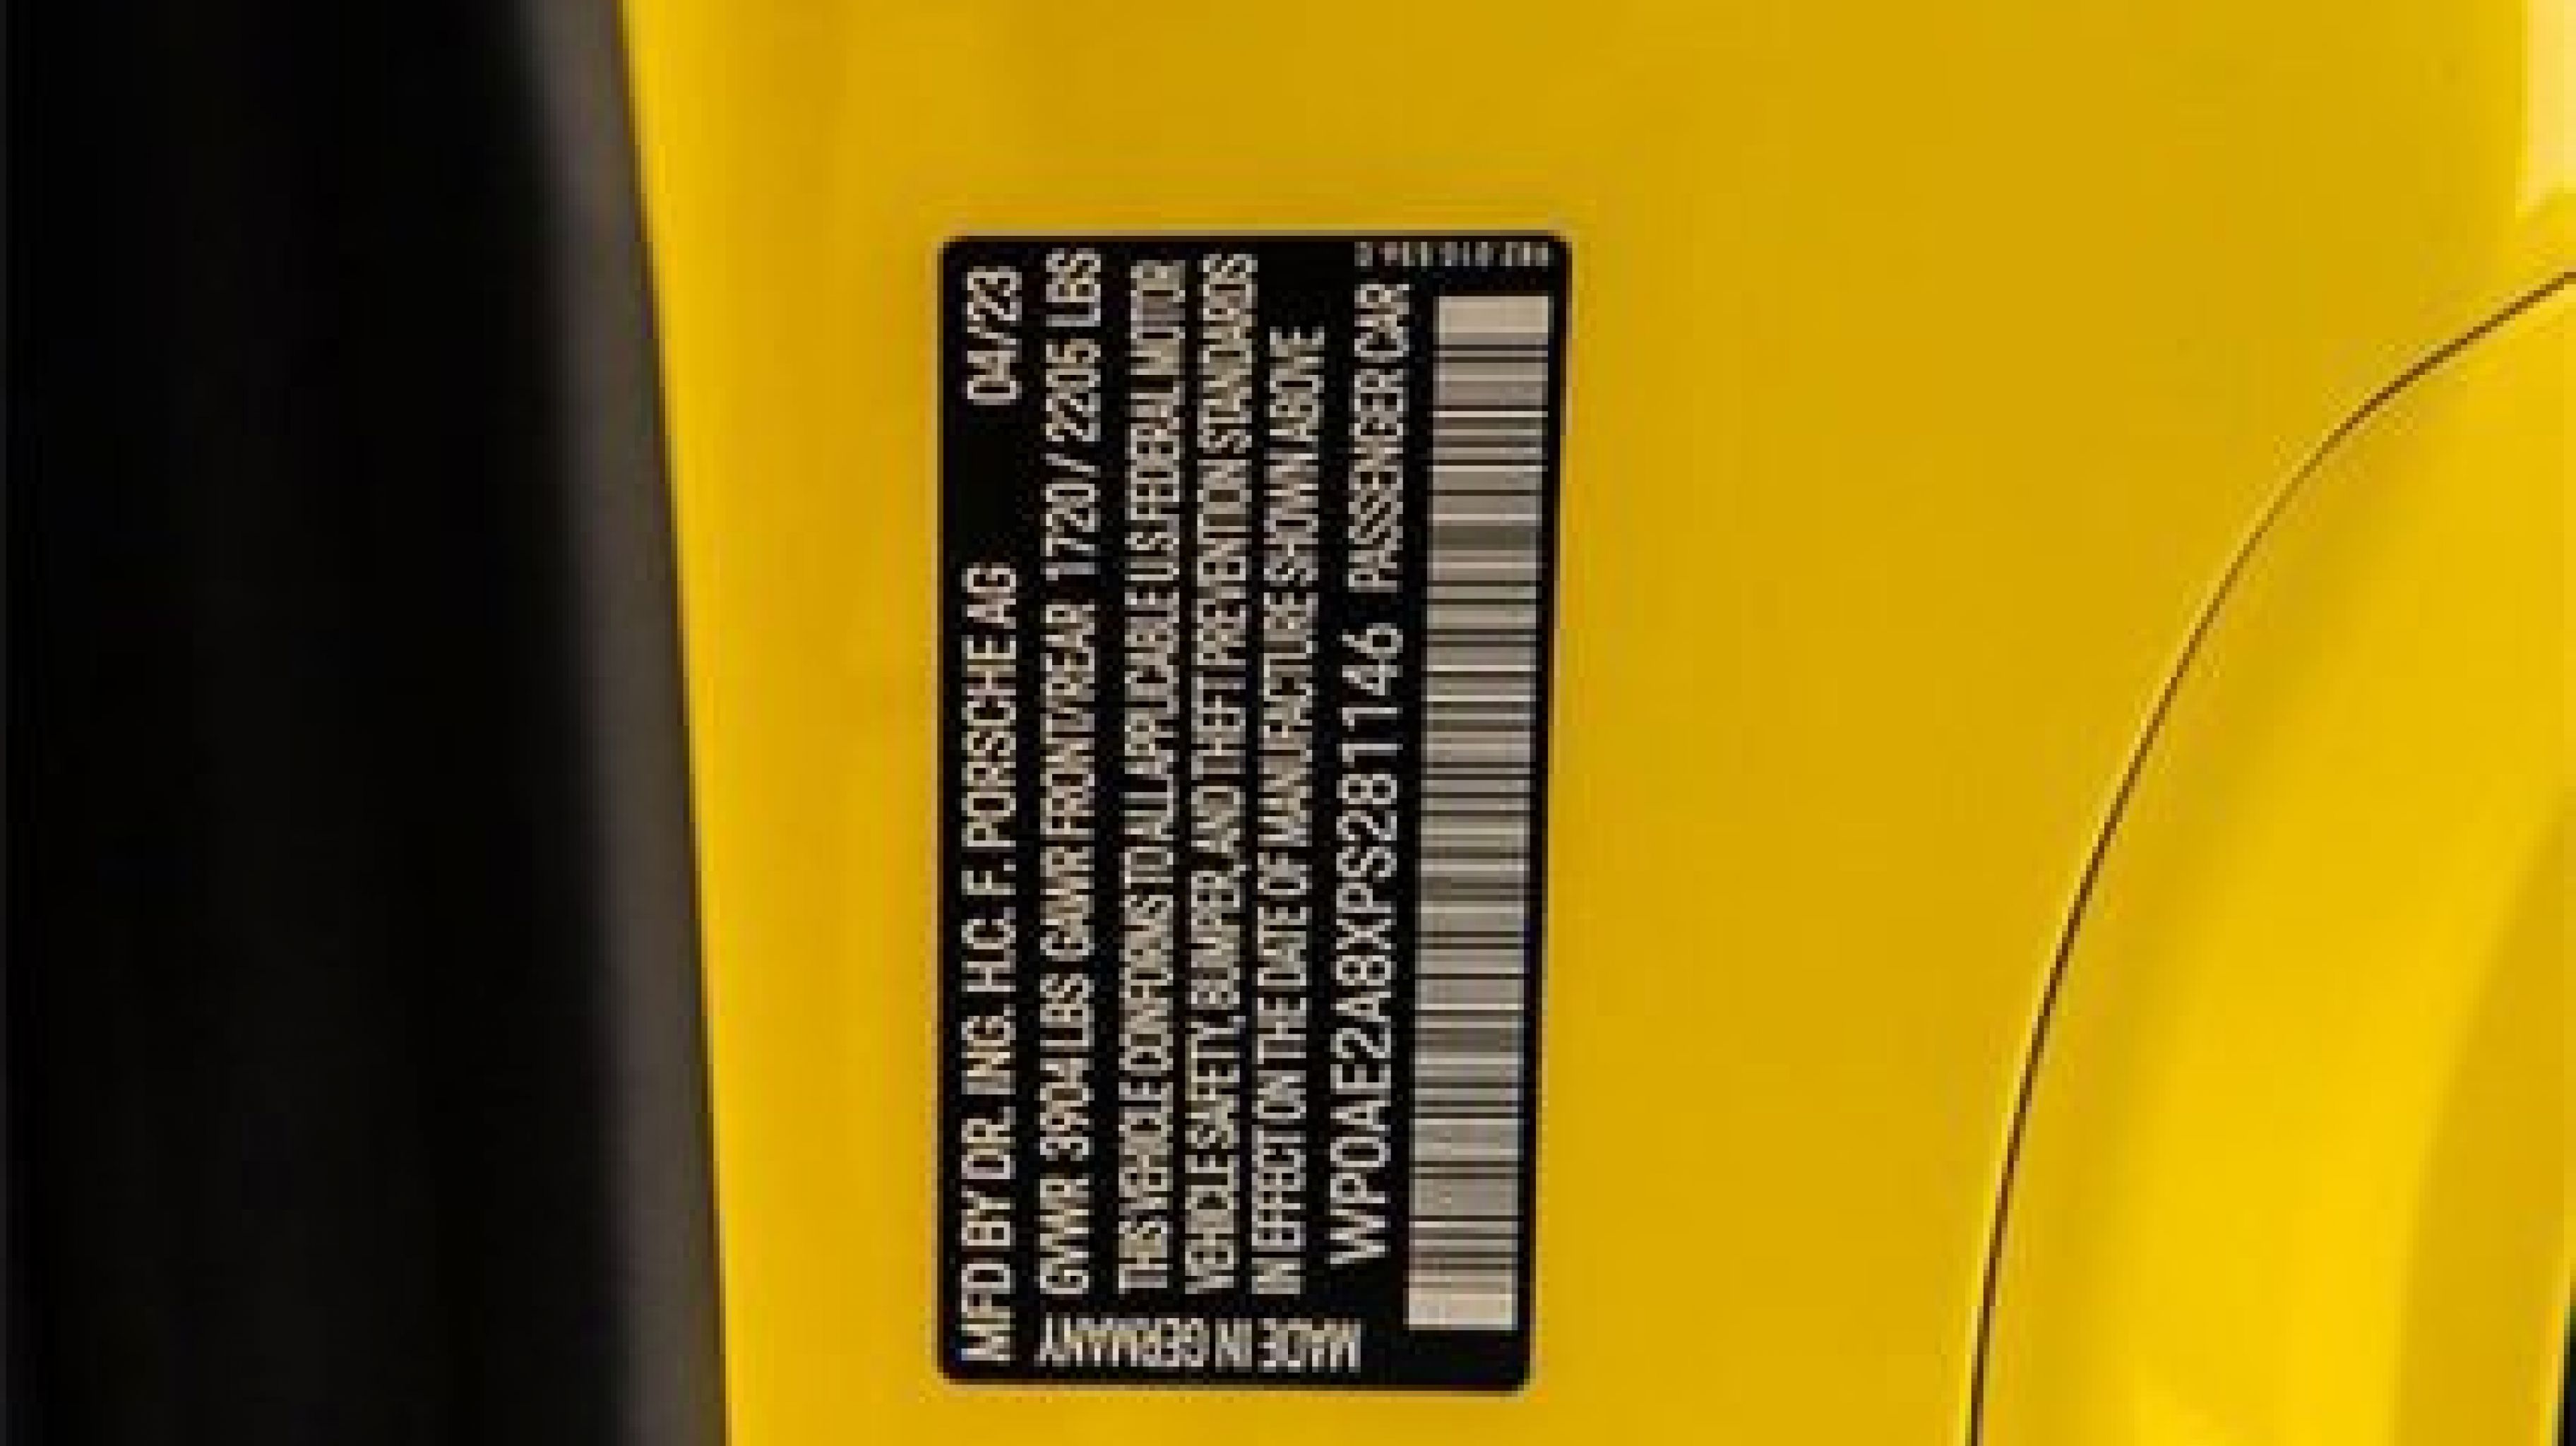 MFD BY DR. ING. H.C. F. PORSCHE AG 04/23
GVWR 3904 LBS GAWR FRONT/REAR 1720 / 2205 LBS
THIS VEHICLE CONFORMS TO ALL APPLICABLE U.S. FEDERAL MOTOR
VEHICLE SAFETY, BUMPER, AND THEFT PREVENTION STANDARDS
IN EFFECT ON THE DATE OF MANUFACTURE SHOWN ABOVE
WP0AE2A8XPS281146 PASSENGER CAR
MADE IN GERMANY